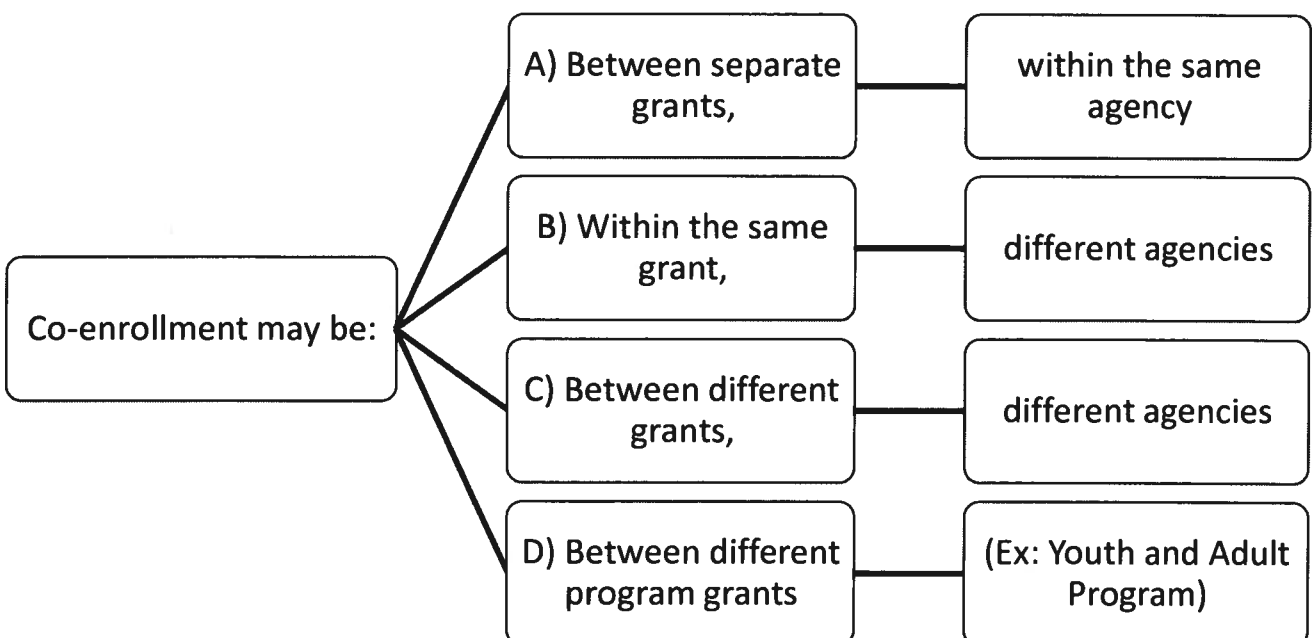 Co-enrollment may be:
A) Between separate
grants,
within the same
agency
B) Within the same
grant,
different agencies
C) Between different
grants,
different agencies
D) Between different
program grants
(Ex: Youth and Adult
Program)